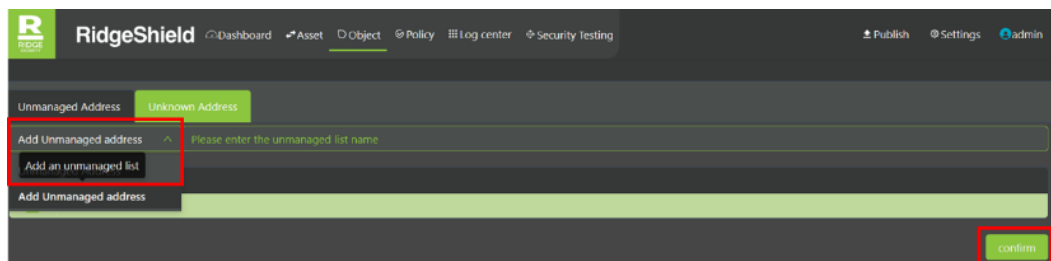 R
RIDGE
RidgeShield Dashboard Asset Object Policy Log center Security Testing Publish Settings admin
Unmanaged Address Unknown Address
Add Unmanaged address Please enter the unmanaged list name
Add an unmanaged list
Add Unmanaged address
confirm